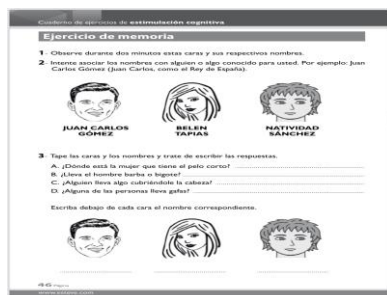 Cuaderno de ejercicios de estimulación cognitiva
Ejercicio de memoria
1- Observe durante dos minutos estas caras y sus respectivos nombres.
2- Intente asociar los nombres con alguien o algo conocido para usted. Por ejemplo: Juan
Carlos Gómez (Juan Carlos, como el Rey de España).
JUAN CARLOS
GÓMEZ
BELEN
TAPIAS
NATIVIDAD
SÁNCHEZ
3- Tape las caras y los nombres y trate de escribir las respuestas.
A. ¿Dónde está la mujer que tiene el pelo corto?
B. ¿Lleva el hombre barba o bigote?
C. ¿Alguien lleva algo cubriéndole la cabeza?
D. ¿Alguna de las personas lleva gafas?
Escriba debajo de cada cara el nombre correspondiente.
46 Página